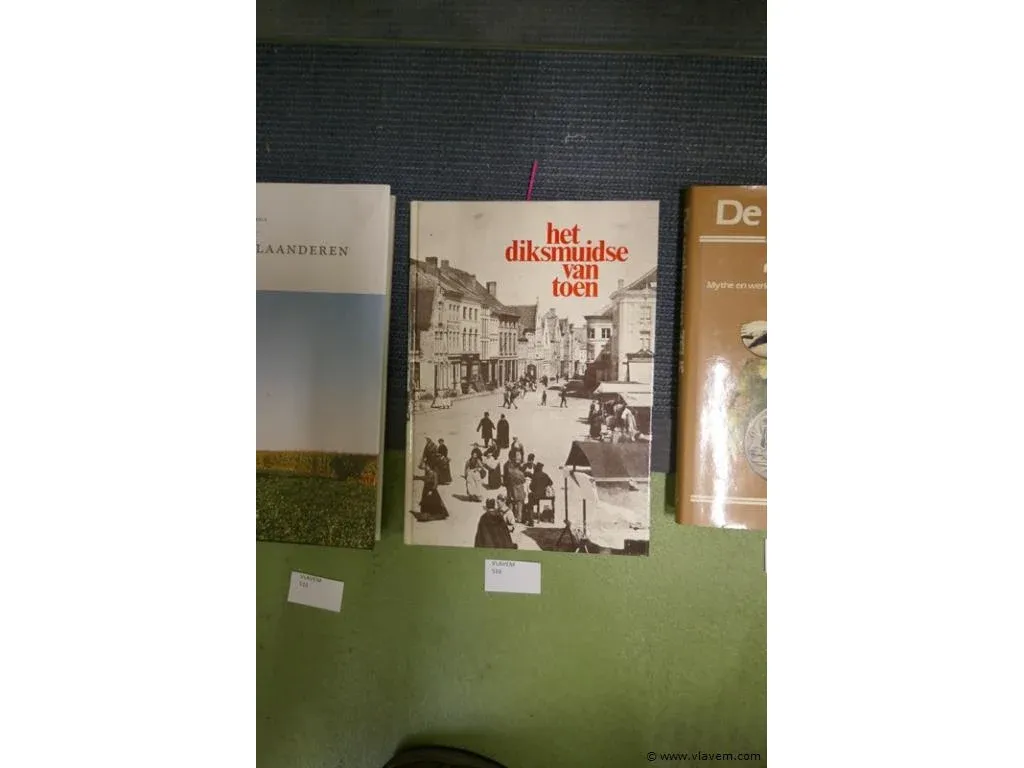 LAANDEREN
het
diksmuidse
van
toen
De
Mythe en werk
VLAVEM
VLAVEM
© www.vlavem.com